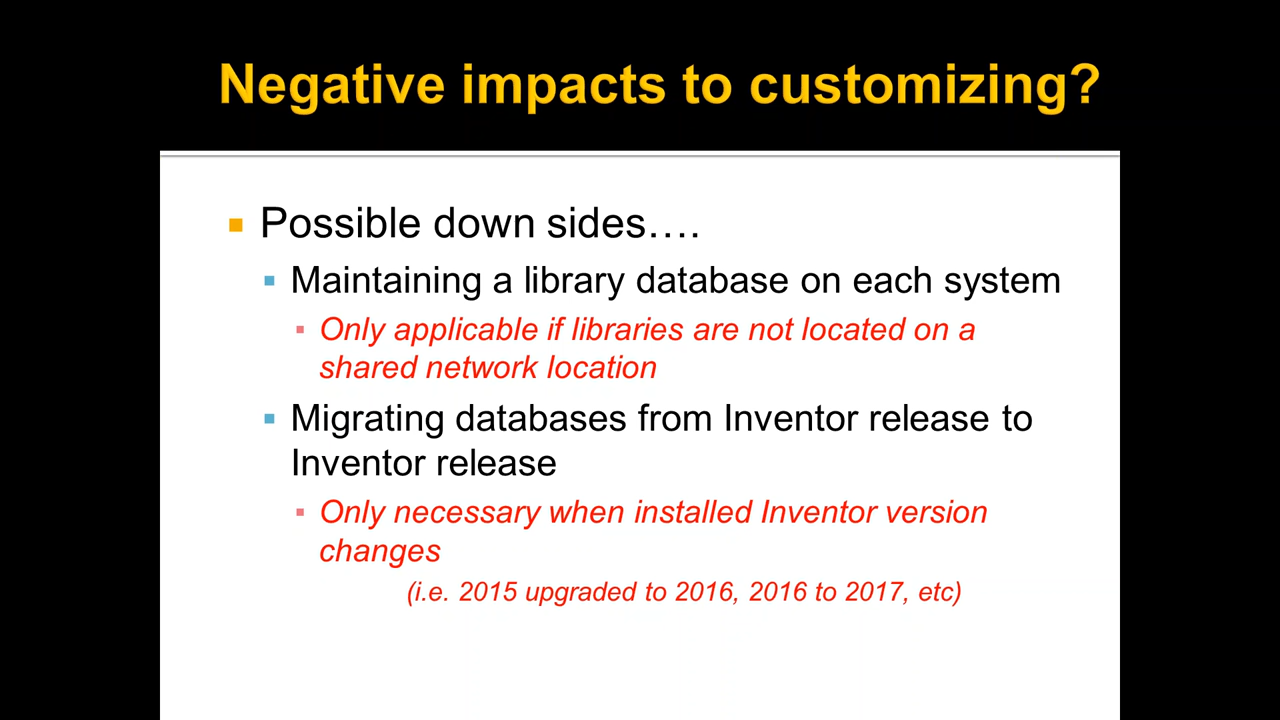 Negative impacts to customizing?
Possible down sides….
Maintaining a library database on each system
Only applicable if libraries are not located on a
shared network location
Migrating databases from Inventor release to
Inventor release
Only necessary when installed Inventor version
changes
(i.e. 2015 upgraded to 2016, 2016 to 2017, etc)